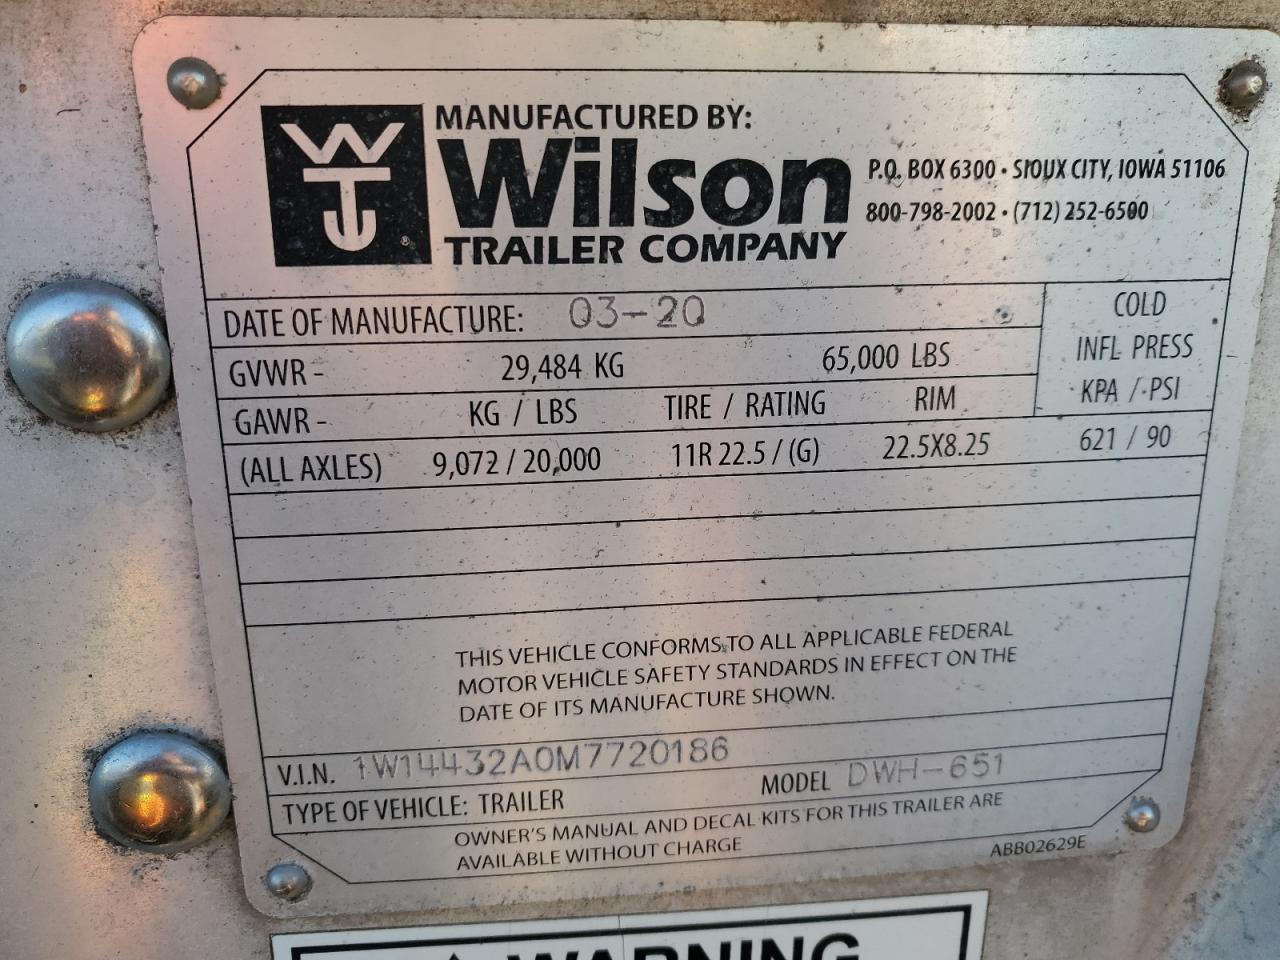 WT
®
MANUFACTURED BY:
Wilson
TRAILER COMPANY
P.O. BOX 6300 • SIOUX CITY, IOWA 51106
800-798-2002 • (712) 252-6500
DATE OF MANUFACTURE: 03-20
COLD
INFL PRESS
KPA / PSI
GVWR - 29,484 KG 65,000 LBS
GAWR - KG / LBS TIRE / RATING RIM
(ALL AXLES) 9,072 / 20,000 11R 22.5 / (G) 22.5X8.25 621 / 90
THIS VEHICLE CONFORMS TO ALL APPLICABLE FEDERAL
MOTOR VEHICLE SAFETY STANDARDS IN EFFECT ON THE
DATE OF ITS MANUFACTURE SHOWN.
V.I.N. 1W14432A0M7720186
TYPE OF VEHICLE: TRAILER MODEL DWH-651
OWNER'S MANUAL AND DECAL KITS FOR THIS TRAILER ARE
AVAILABLE WITHOUT CHARGE
ABB02629E
WARNING